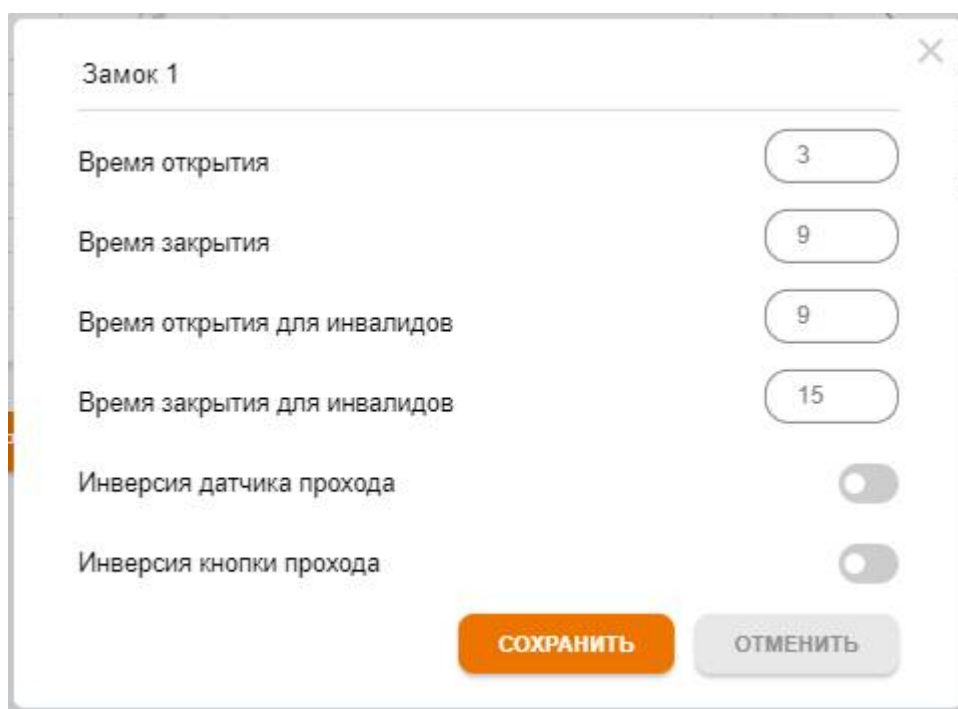 Замок 1
Время открытия 3
Время закрытия 9
Время открытия для инвалидов 9
Время закрытия для инвалидов 15
Инверсия датчика прохода
Инверсия кнопки прохода
СОХРАНИТЬ ОТМЕНИТЬ